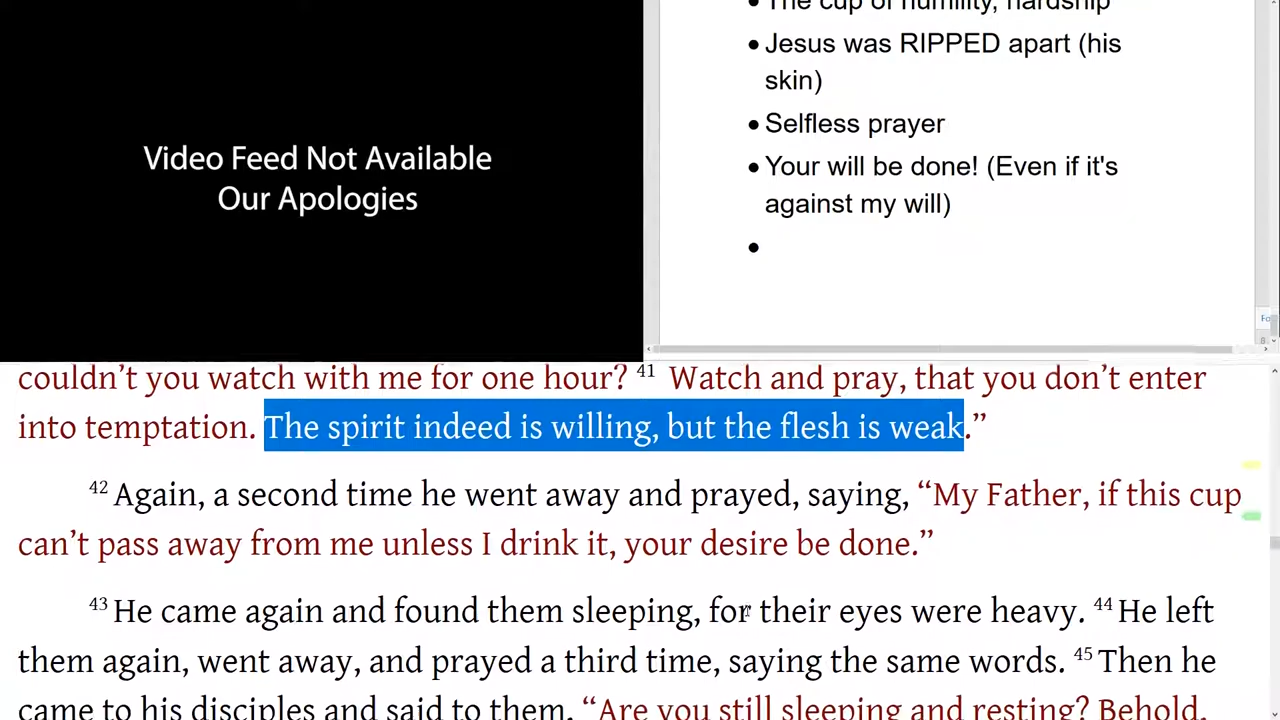 Video Feed Not Available
Our Apologies
• The cup of humility, hardship
• Jesus was RIPPED apart (his
skin)
• Selfless prayer
• Your will be done! (Even if it's
against my will)
•
couldn’t you watch with me for one hour? 41 Watch and pray, that you don’t enter
into temptation. The spirit indeed is willing, but the flesh is weak.”
42 Again, a second time he went away and prayed, saying, “My Father, if this cup
can’t pass away from me unless I drink it, your desire be done.”
43 He came again and found them sleeping, for their eyes were heavy. 44 He left
them again, went away, and prayed a third time, saying the same words. 45 Then he
came to his disciples and said to them, “Are you still sleeping and resting? Behold,